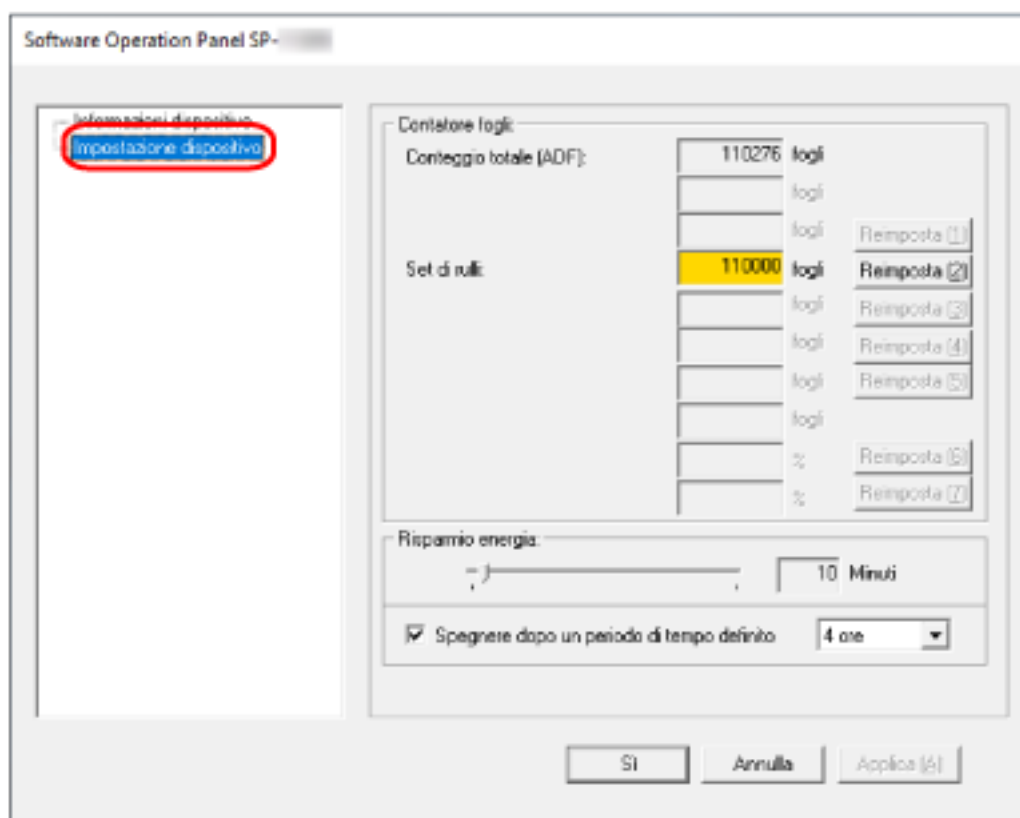 Software Operation Panel SP-
Informazioni dispositivo
Impostazione dispositivo
Contatore fogli:
Conteggio totale (ADF): 110276 fogli
fogli
fogli Reimposta (1)
Set di rulli: 110000 fogli Reimposta (2)
fogli Reimposta (3)
fogli Reimposta (4)
fogli Reimposta (5)
fogli
% Reimposta (6)
% Reimposta (7)
Risparmio energia:
10 Minuti
Spegnere dopo un periodo di tempo definito 4 ore
Sì Annulla Applica (A)